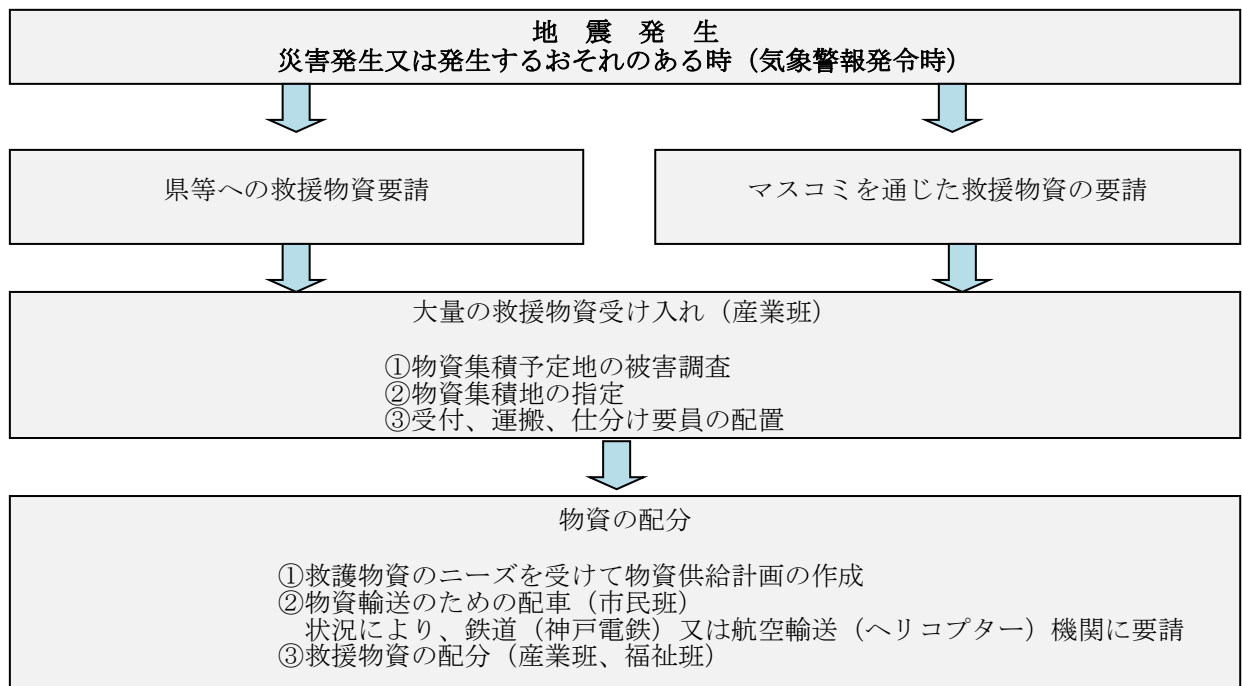 地　震　発　生
災害発生又は発生するおそれのある時（気象警報発令時）
県等への救援物資要請
マスコミを通じた救援物資の要請
大量の救援物資受け入れ（産業班）
①物資集積予定地の被害調査
②物資集積地の指定
③受付、運搬、仕分け要員の配置
物資の配分
①救護物資のニーズを受けて物資供給計画の作成
②物資輸送のための配車（市民班）
状況により、鉄道（神戸電鉄）又は航空輸送（ヘリコプター）機関に要請
③救援物資の配分（産業班、福祉班）